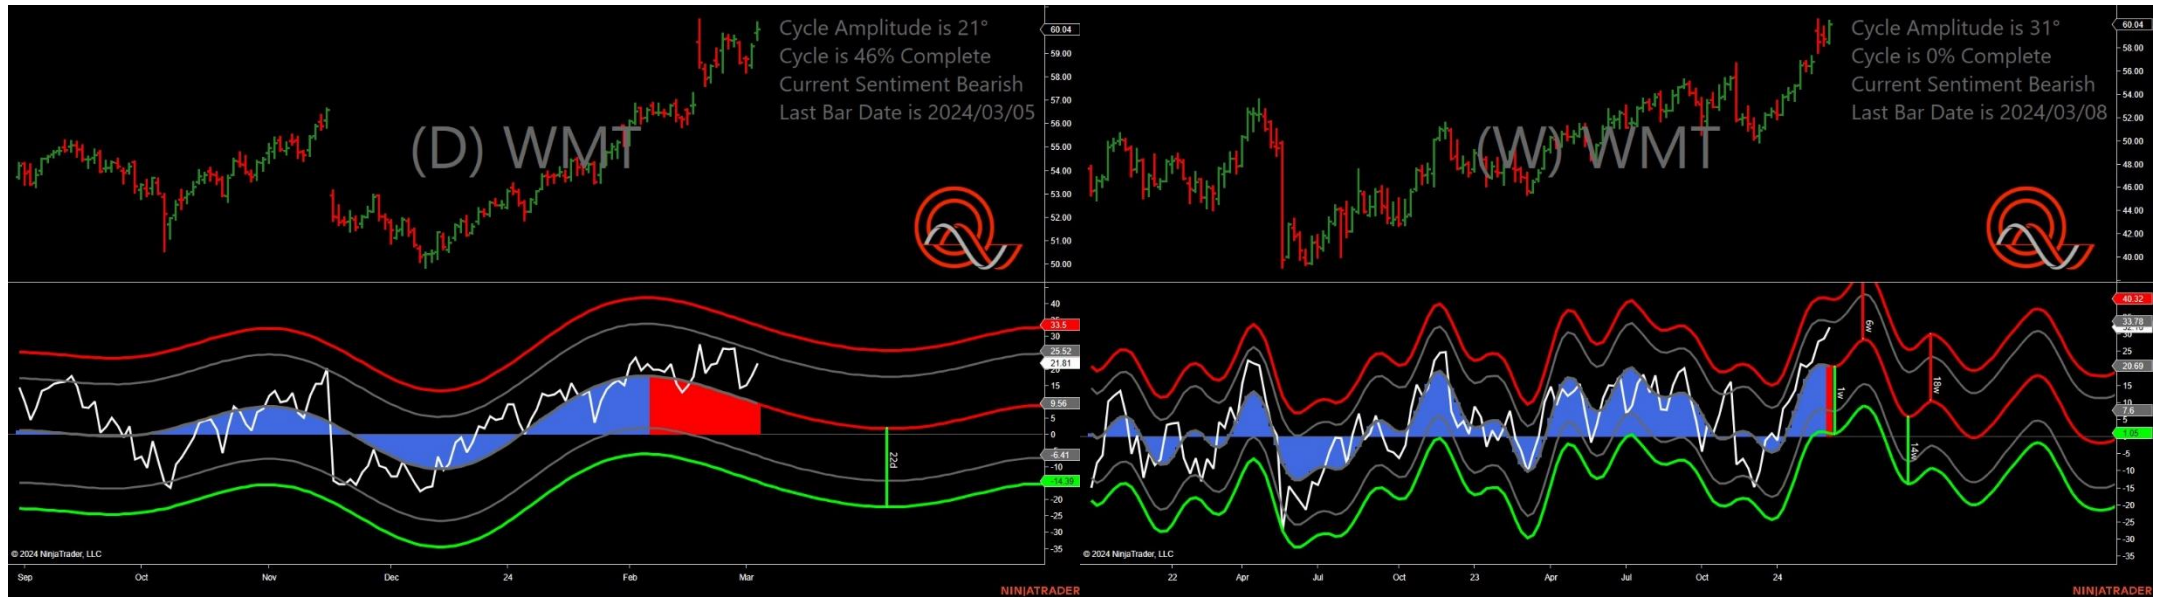 Cycle Amplitude is 21°
Cycle is 46% Complete
Current Sentiment Bearish
Last Bar Date is 2024/03/05
(D) WMT
60.04
59.00
58.00
57.00
56.00
55.00
54.00
53.00
52.00
51.00
50.00
40
33.5
30
25.52
21.81
20
15
9.56
5
0
-6.41
-10
-14.39
-20
-25
-30
-35
22d
© 2024 NinjaTrader, LLC
Sep Oct Nov Dec 24 Feb Mar
NINJATRADER
Cycle Amplitude is 31°
Cycle is 0% Complete
Current Sentiment Bearish
Last Bar Date is 2024/03/08
(W) WMT
60.04
58.00
56.00
54.00
52.00
50.00
48.00
46.00
44.00
42.00
40.00
40.32
33.78
30
25
20.69
15
7.6
5
1.05
-5
-10
-15
-20
-25
-30
-35
6w
18w
1w
14w
© 2024 NinjaTrader, LLC
22 Apr Jul Oct 23 Apr Jul Oct 24
NINJATRADER